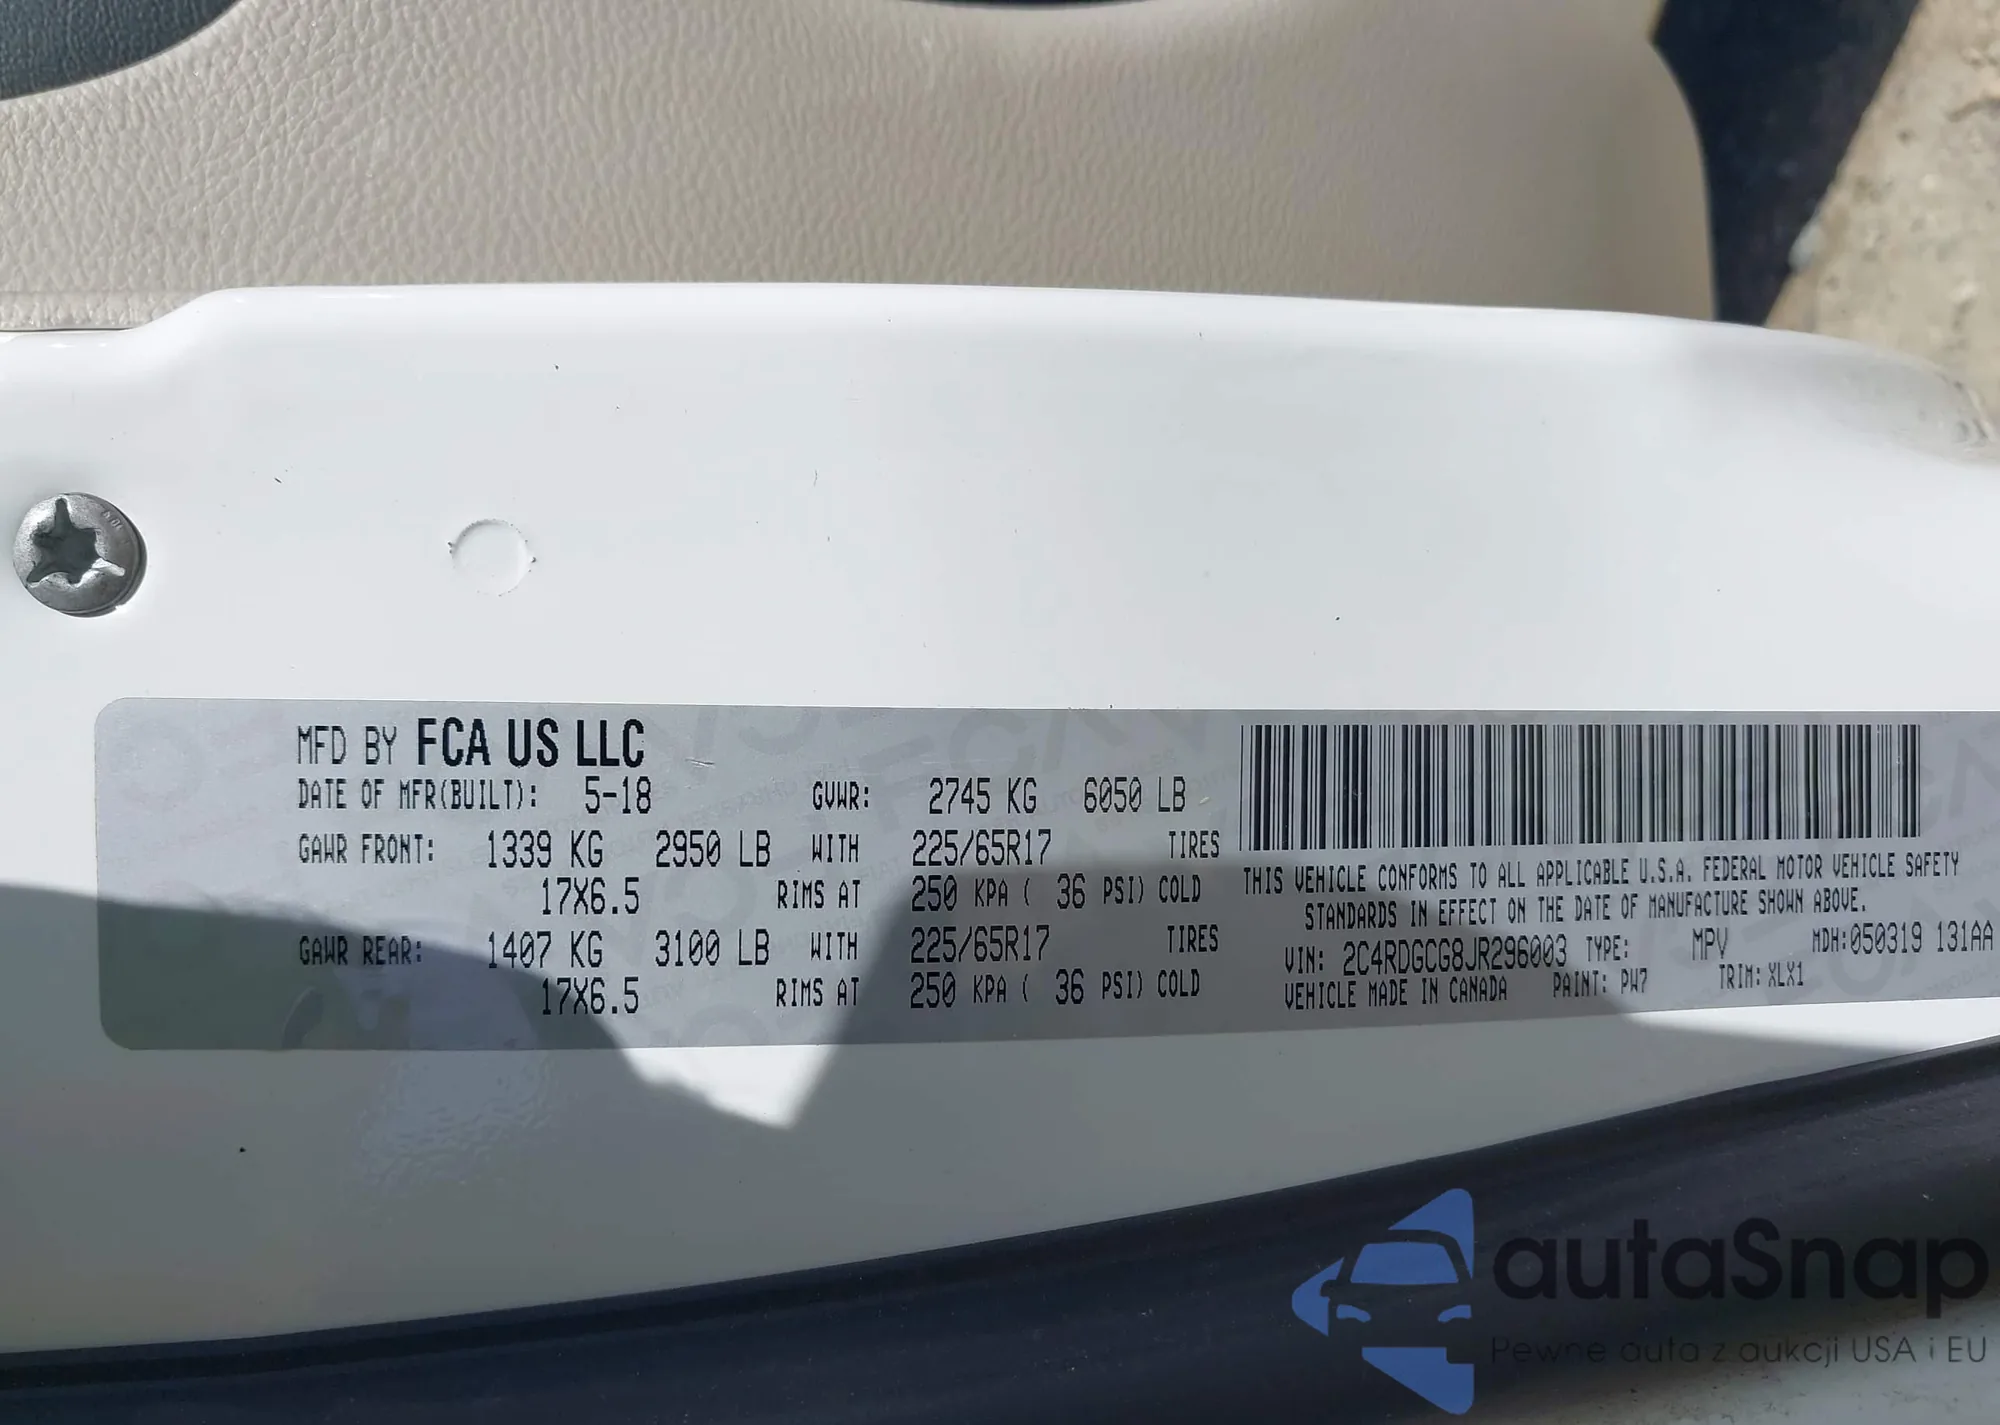 MFD BY FCA US LLC
DATE OF MFR(BUILT): 5-18 GVWR: 2745 KG 6050 LB
GAWR FRONT: 1339 KG 2950 LB WITH 225/65R17 TIRES
17X6.5 RIMS AT 250 KPA ( 36 PSI) COLD
GAWR REAR: 1407 KG 3100 LB WITH 225/65R17 TIRES
17X6.5 RIMS AT 250 KPA ( 36 PSI) COLD
THIS VEHICLE CONFORMS TO ALL APPLICABLE U.S.A. FEDERAL MOTOR VEHICLE SAFETY
STANDARDS IN EFFECT ON THE DATE OF MANUFACTURE SHOWN ABOVE.
VIN: 2C4RDGCG8JR296003 TYPE: MPV MDH:050319 131AA
VEHICLE MADE IN CANADA PAINT: PW7 TRIM: XLX1
autaSnap
Pewne auta z aukcji USA i EU